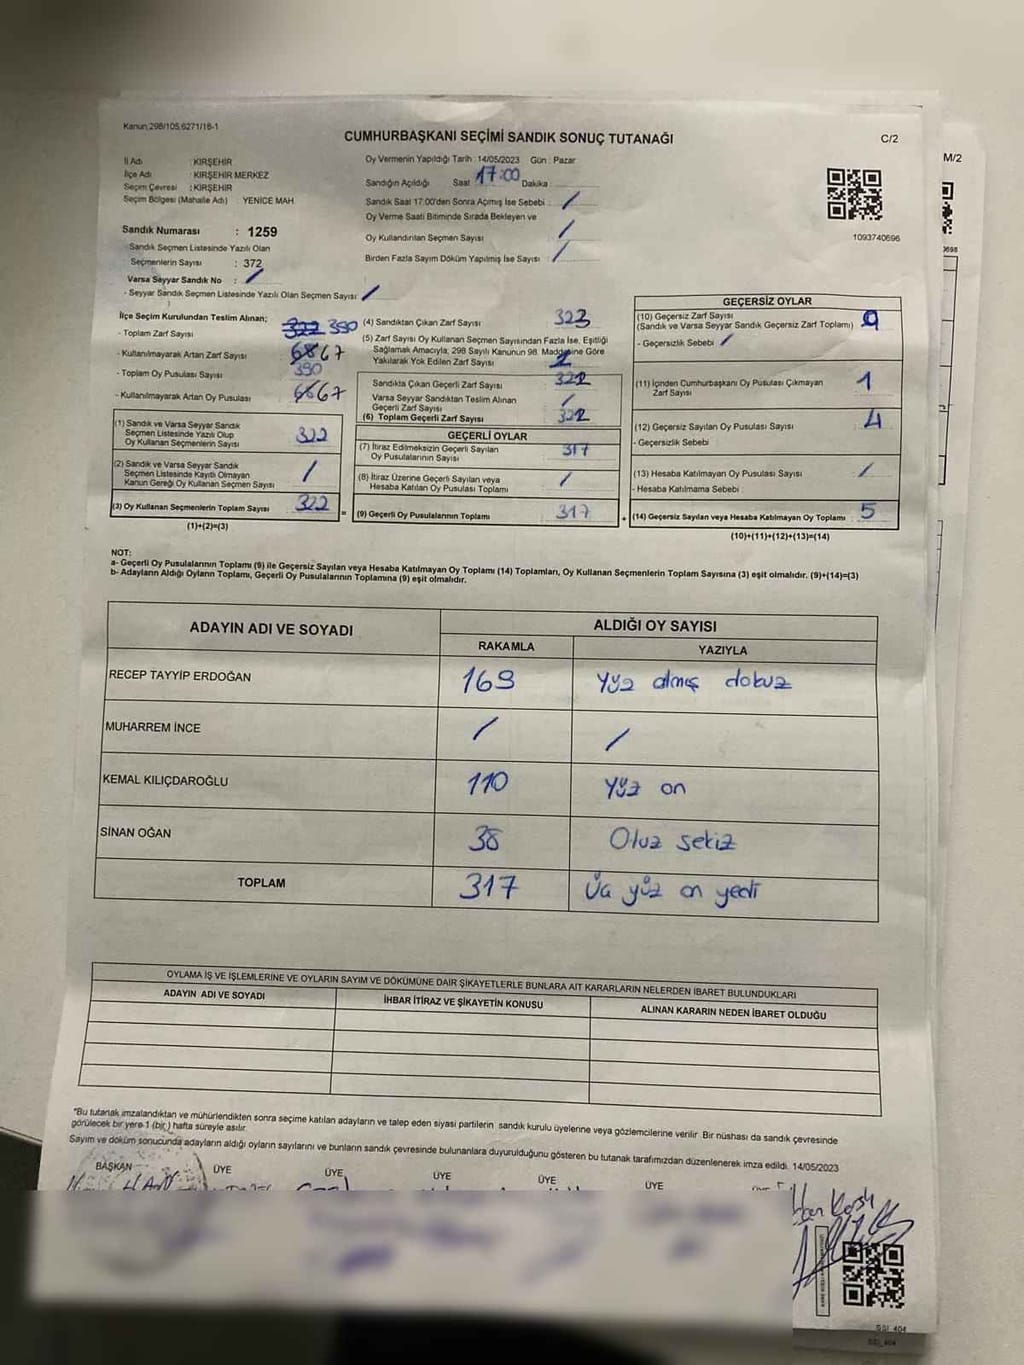 Kanun:298/105,6271/16-1
CUMHURBAŞKANI SEÇİMİ SANDIK SONUÇ TUTANAĞI
C/2
M/2
İl Adı : KIRŞEHİR
İlçe Adı : KIRŞEHİR MERKEZ
Seçim Çevresi : KIRŞEHİR
Seçim Bölgesi (Mahalle Adı) YENİCE MAH
Sandık Numarası : 1259
Sandık Seçmen Listesinde Yazılı Olan
Seçmenlerin Sayısı : 372
Varsa Seyyar Sandık No : /
- Seyyar Sandık Seçmen Listesinde Yazılı Olan Seçmen Sayısı /
Oy Vermenin Yapıldığı Tarih : 14/05/2023 Gün : Pazar
Sandığın Açıldığı Saat 17:00 Dakika :
Sandık Saat 17.00'den Sonra Açımış İse Sebebi : /
Oy Verme Saati Bitiminde Sırada Bekleyen ve
Oy Kullandırılan Seçmen Sayısı /
Birden Fazla Sayım Döküm Yapılmış İse Sayısı : /
1093740696
İlçe Seçim Kurulundan Teslim Alınan;
- Toplam Zarf Sayısı 390
- Kullanılmayarak Artan Zarf Sayısı 67
- Toplam Oy Pusulası Sayısı 390
- Kullanılmayarak Artan Oy Pusulası 67
(1) Sandık ve Varsa Seyyar Sandık
Seçmen Listesinde Yazılı Olup
Oy Kullanan Seçmenlerin Sayısı 322
(2) Sandık ve Varsa Seyyar Sandık
Seçmen Listesinde Kayıtlı Olmayan
Kanun Gereği Oy Kullanan Seçmen Sayısı /
(3) Oy Kullanan Seçmenlerin Toplam Sayısı 322
(1)+(2)=(3)
(4) Sandıktan Çıkan Zarf Sayısı 323
(5) Zarf Sayısı Oy Kullanan Seçmen Sayısından Fazla İse, Eşitliği
Sağlamak Amacıyla, 298 Sayılı Kanunun 98. Maddesine Göre
Yakılarak Yok Edilen Zarf Sayısı
Sandıkta Çıkan Geçerli Zarf Sayısı 322
Varsa Seyyar Sandıktan Teslim Alınan
Geçerli Zarf Sayısı /
(6) Toplam Geçerli Zarf Sayısı 322
GEÇERLİ OYLAR
(7) İtiraz Edilmeksizin Geçerli Sayılan
Oy Pusulalarının Sayısı 317
(8) İtiraz Üzerine Geçerli Sayılan veya
Hesaba Katılan Oy Pusulası Toplamı /
= (9) Geçerli Oy Pusulalarının Toplamı 317
GEÇERSİZ OYLAR
(10) Geçersiz Zarf Sayısı
(Sandık ve Varsa Seyyar Sandık Geçersiz Zarf Toplamı)
- Geçersizlik Sebebi /
(11) İçinden Cumhurbaşkanı Oy Pusulası Çıkmayan
Zarf Sayısı 1
(12) Geçersiz Sayılan Oy Pusulası Sayısı 4
- Geçersizlik Sebebi
(13) Hesaba Katılmayan Oy Pusulası Sayısı /
- Hesaba Katılmama Sebebi
+ (14) Geçersiz Sayılan veya Hesaba Katılmayan Oy Toplamı 5
(10)+(11)+(12)+(13)=(14)
NOT:
a- Geçerli Oy Pusulalarının Toplamı (9) ile Geçersiz Sayılan veya Hesaba Katılmayan Oy Toplamı (14) Toplamları, Oy Kullanan Seçmenlerin Toplam Sayısına (3) eşit olmalıdır. (9)+(14)=(3)
b- Adayların Aldığı Oyların Toplamı, Geçerli Oy Pusulalarının Toplamına (9) eşit olmalıdır.
ADAYIN ADI VE SOYADI
ALDIĞI OY SAYISI
RAKAMLA YAZIYLA
RECEP TAYYİP ERDOĞAN 169 Yüz almış dokuz
MUHARREM İNCE / /
KEMAL KILIÇDAROĞLU 110 Yüz on
SİNAN OĞAN 38 Otuz sekiz
TOPLAM 317 Üç yüz on yedi
OYLAMA İŞ VE İŞLEMLERİNE VE OYLARIN SAYIM VE DÖKÜMÜNE DAİR ŞİKAYETLERLE BUNLARA AİT KARARLARIN NELERDEN İBARET BULUNDUKLARI
ADAYIN ADI VE SOYADI İHBAR İTİRAZ VE ŞİKAYETİN KONUSU ALINAN KARARIN NEDEN İBARET OLDUĞU
*Bu tutanak imzalandıktan ve mühürlendikten sonra seçime katılan adayların ve talep eden siyasi partilerin sandık kurulu üyelerine veya gözlemcilerine verilir. Bir nüshası da sandık çevresinde
görülecek bir yere 1 (bir) hafta süreyle asılır.
Sayım ve döküm sonucunda adayların aldığı oyların sayılarını ve bunların sandık çevresinde bulunanlara duyurulduğunu gösteren bu tutanak tarafımızdan düzenlenerek imza edildi. 14/05/2023
BAŞKAN ÜYE ÜYE ÜYE ÜYE ÜYE